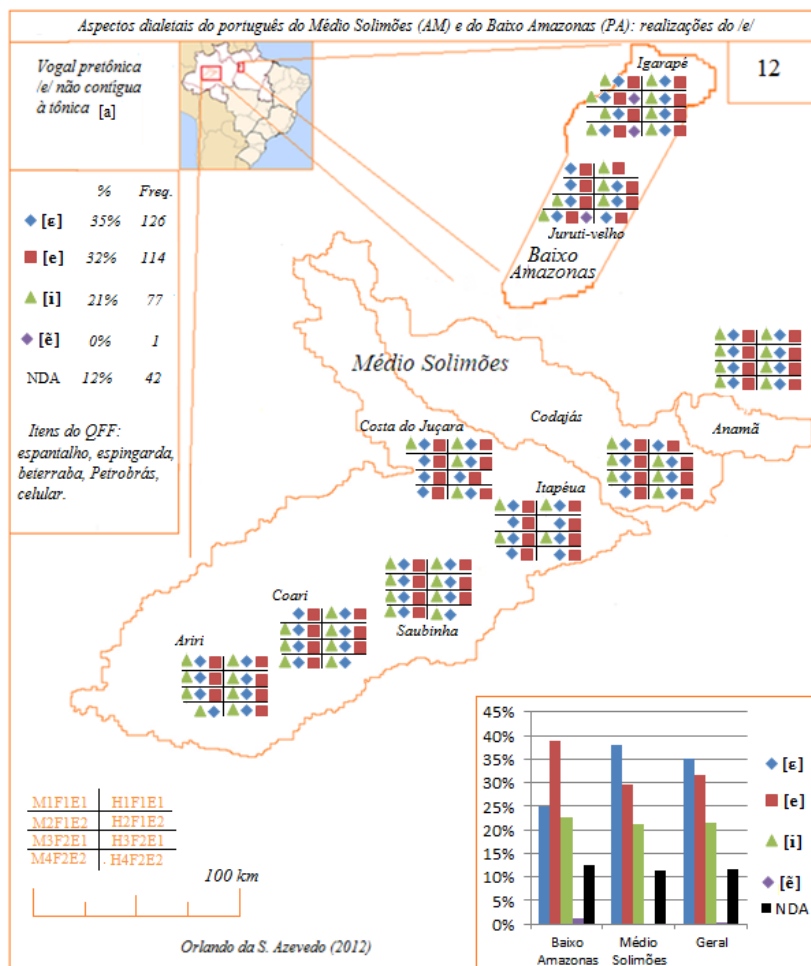 Aspectos dialetais do português do Médio Solimões (AM) e do Baixo Amazonas (PA): realizações do /e/
Vogal pretônica
/e/ não contígua
à tônica [a]
12
Igarapé
% Freq.
[ɛ] 35% 126
[e] 32% 114
[i] 21% 77
[ẽ] 0% 1
NDA 12% 42
Itens do QFF:
espantalho, espingarda,
beterraba, Petrobrás,
celular.
Juruti-velho
Baixo
Amazonas
Médio Solimões
Costa do Juçara
Codajás
Anamã
Itapéua
Coari
Saubinha
Ariri
M1F1E1 H1F1E1
M2F1E2 H2F1E2
M3F2E1 H3F2E1
M4F2E2 . H4F2E2
100 km
Orlando da S. Azevedo (2012)
45%
40%
35%
30%
25%
20%
15%
10%
5%
0%
Baixo
Amazonas
Médio
Solimões
Geral
[ɛ]
[e]
[i]
[ẽ]
NDA